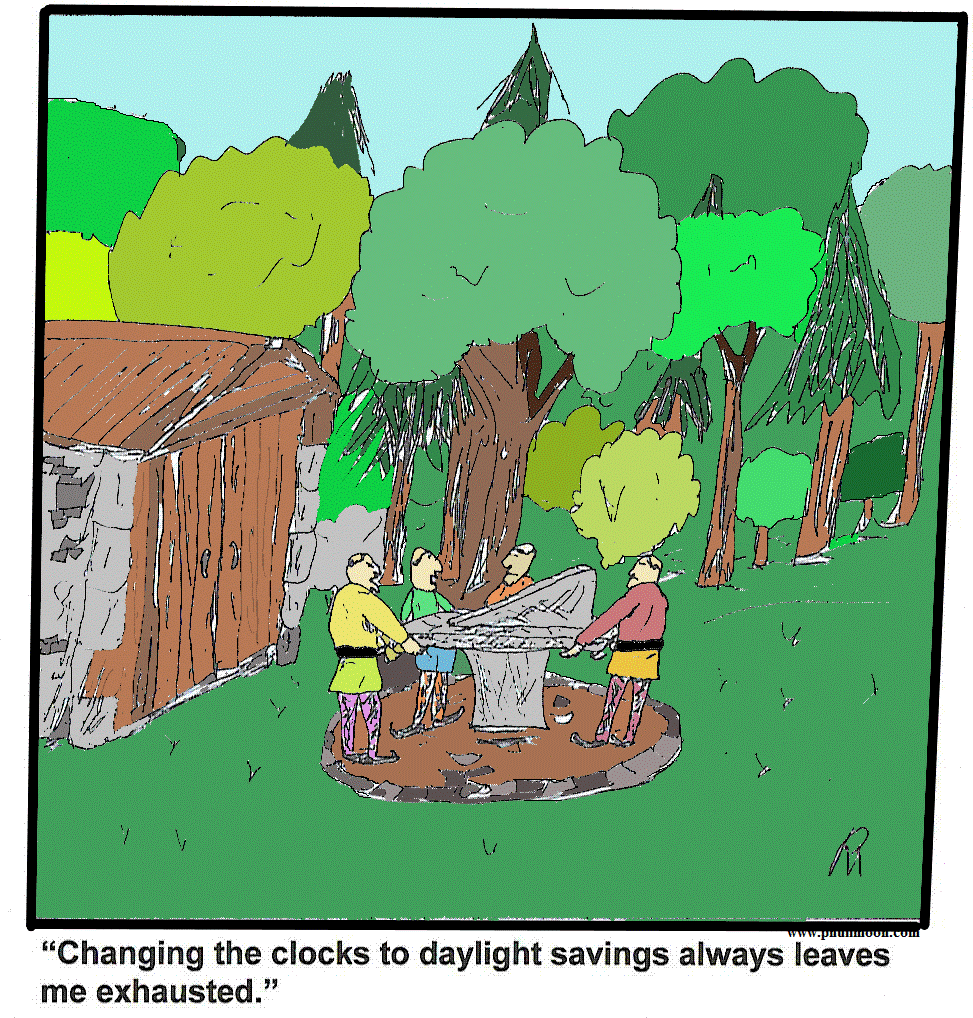 “Changing the clocks to daylight savings always leaves
me exhausted.”